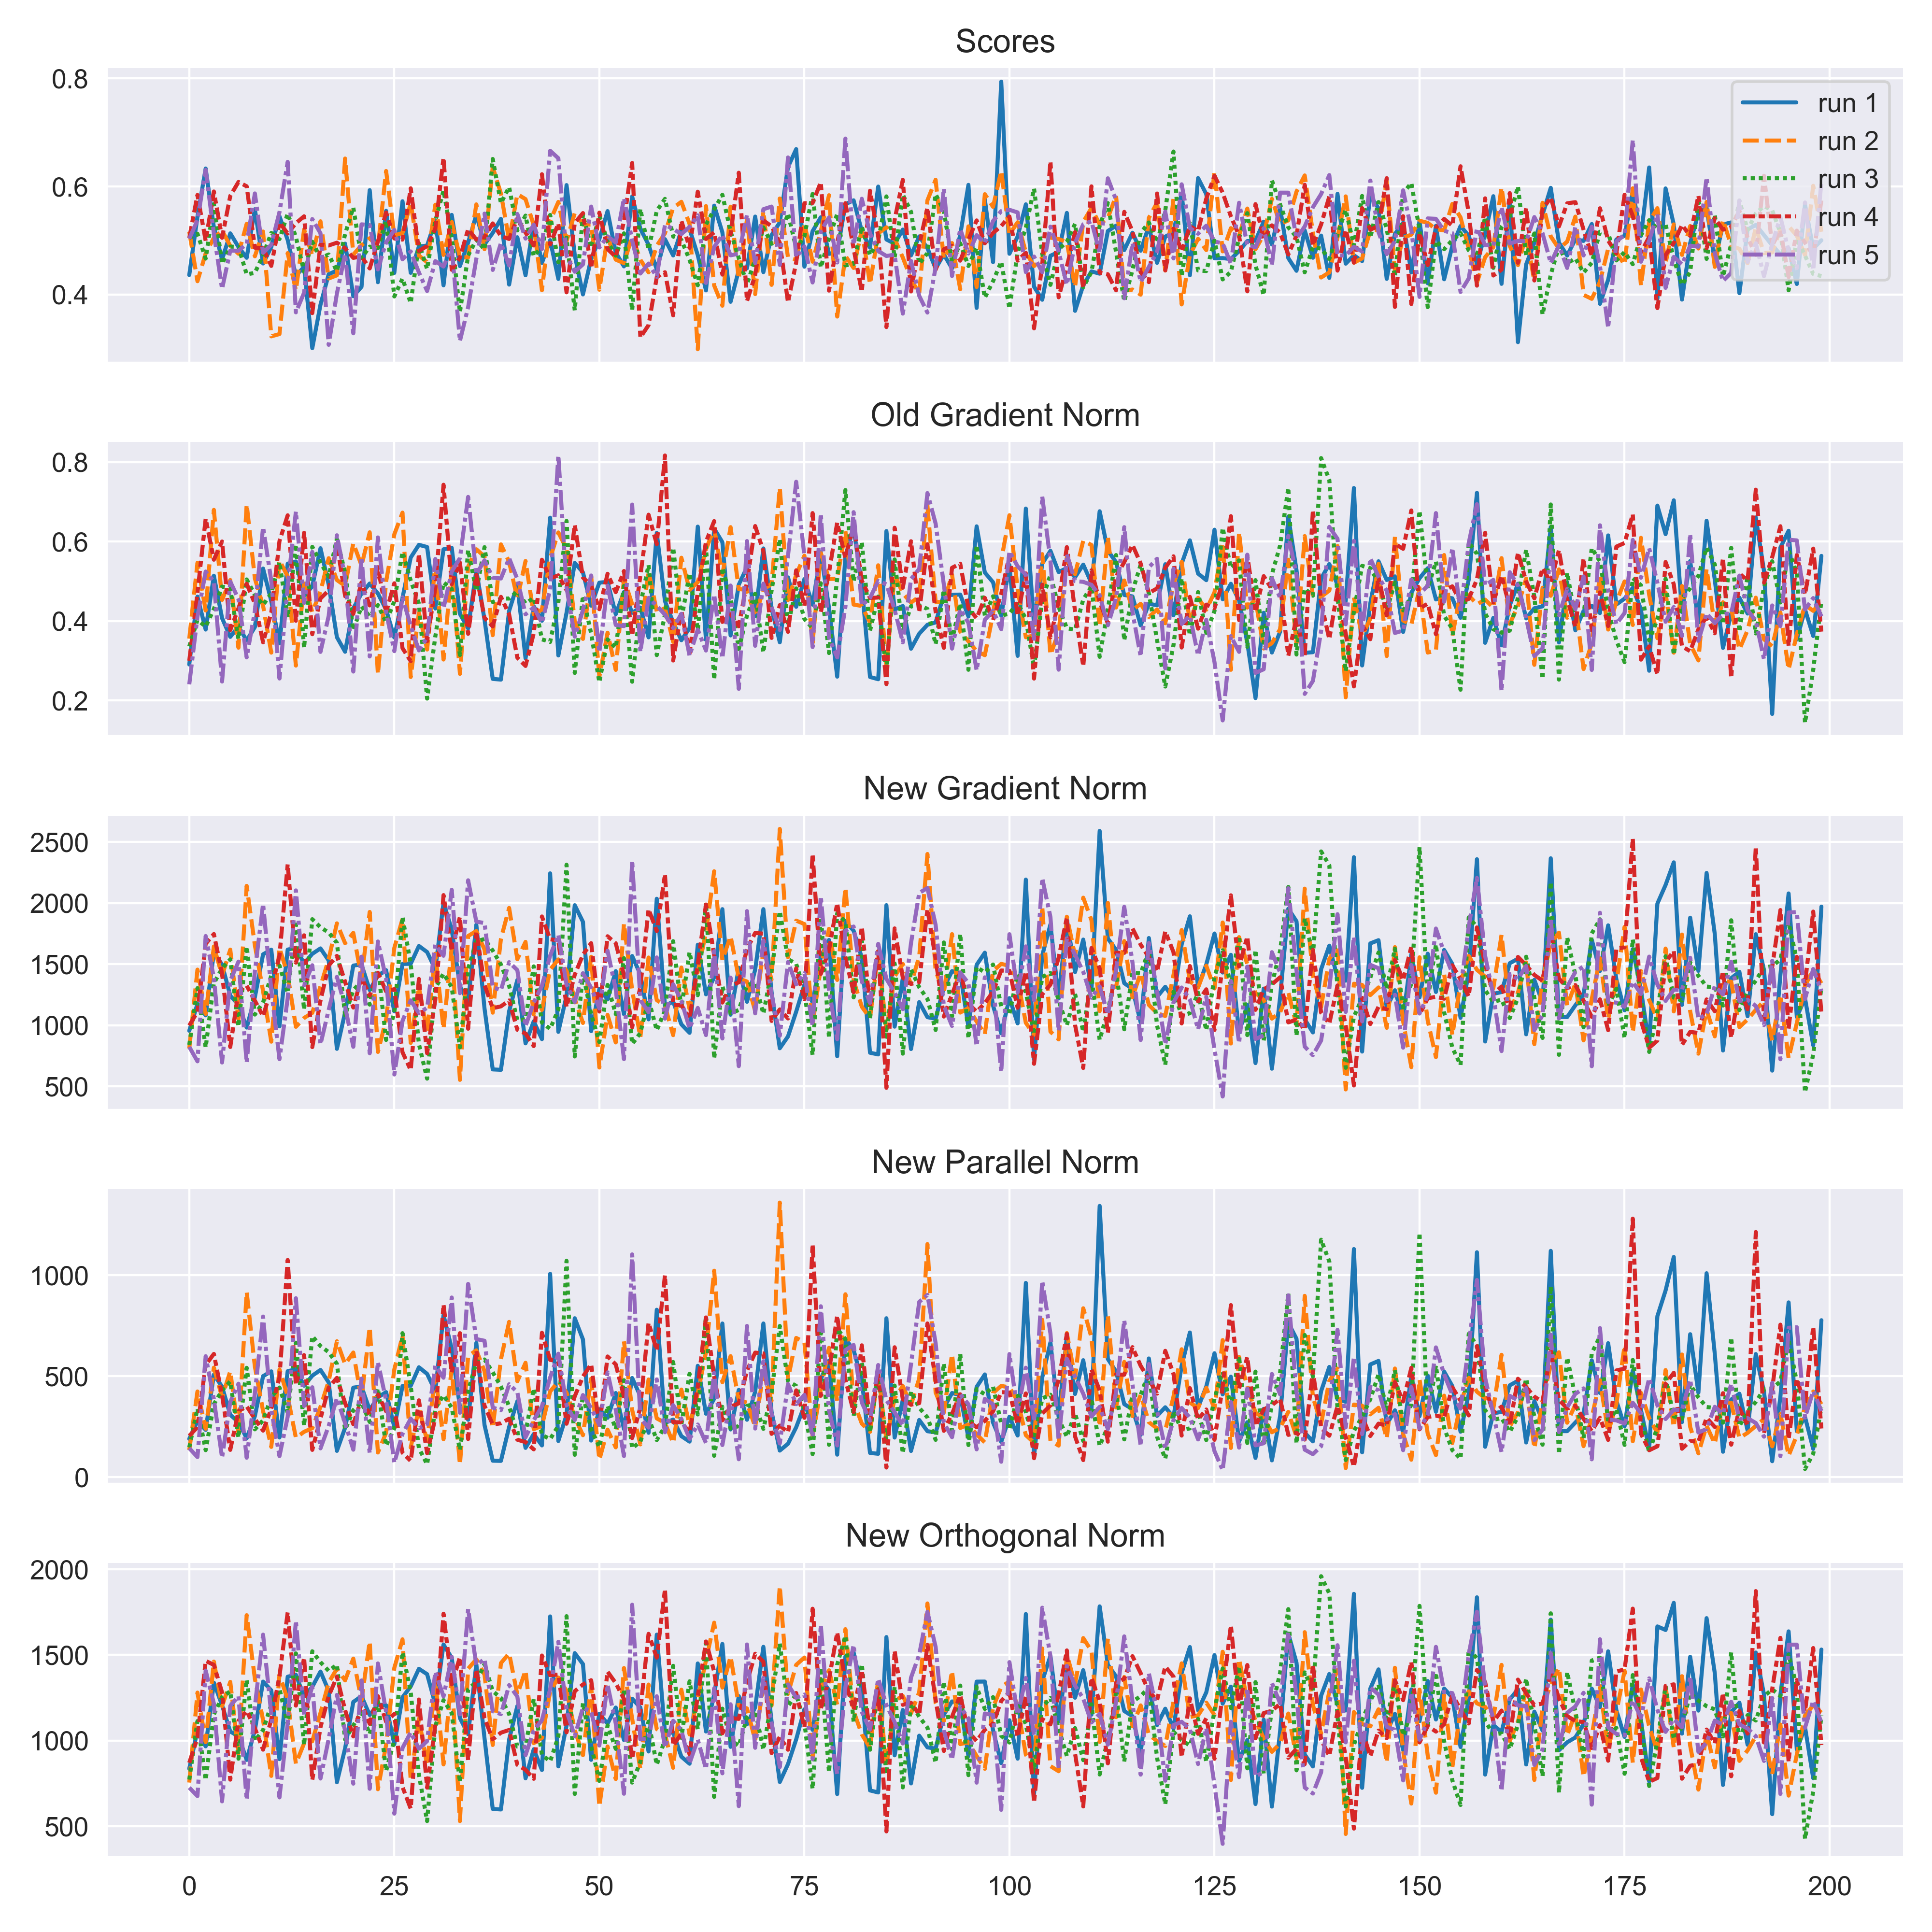 Scores
0.8
0.6
0.4
run 1
run 2
run 3
run 4
run 5
Old Gradient Norm
0.8
0.6
0.4
0.2
New Gradient Norm
2500
2000
1500
1000
500
New Parallel Norm
1000
500
0
New Orthogonal Norm
2000
1500
1000
500
0 25 50 75 100 125 150 175 200